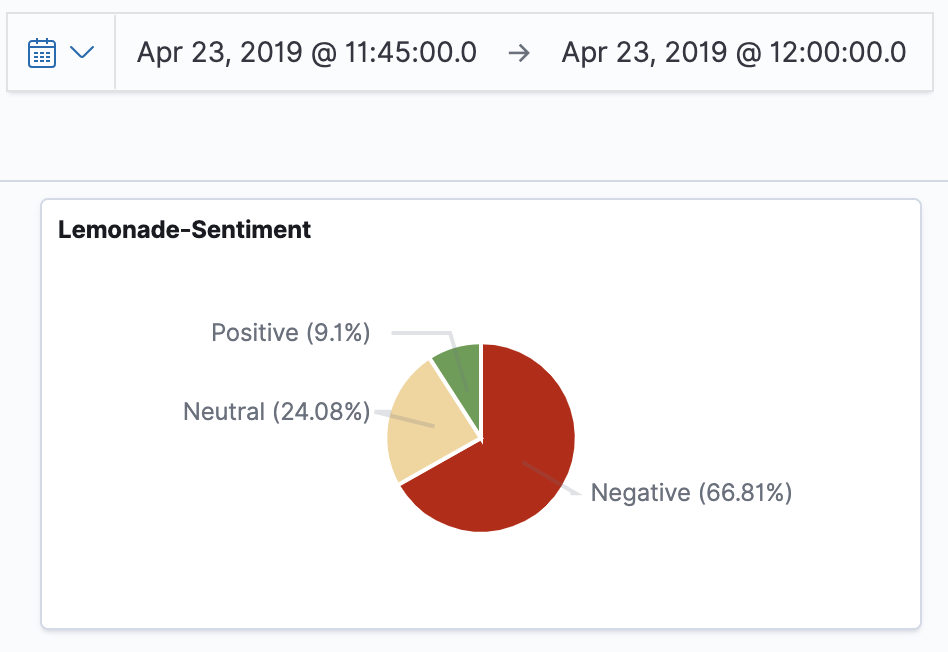 Apr 23, 2019 @ 11:45:00.0 → Apr 23, 2019 @ 12:00:00.0
Lemonade-Sentiment
Positive (9.1%)
Neutral (24.08%)
Negative (66.81%)